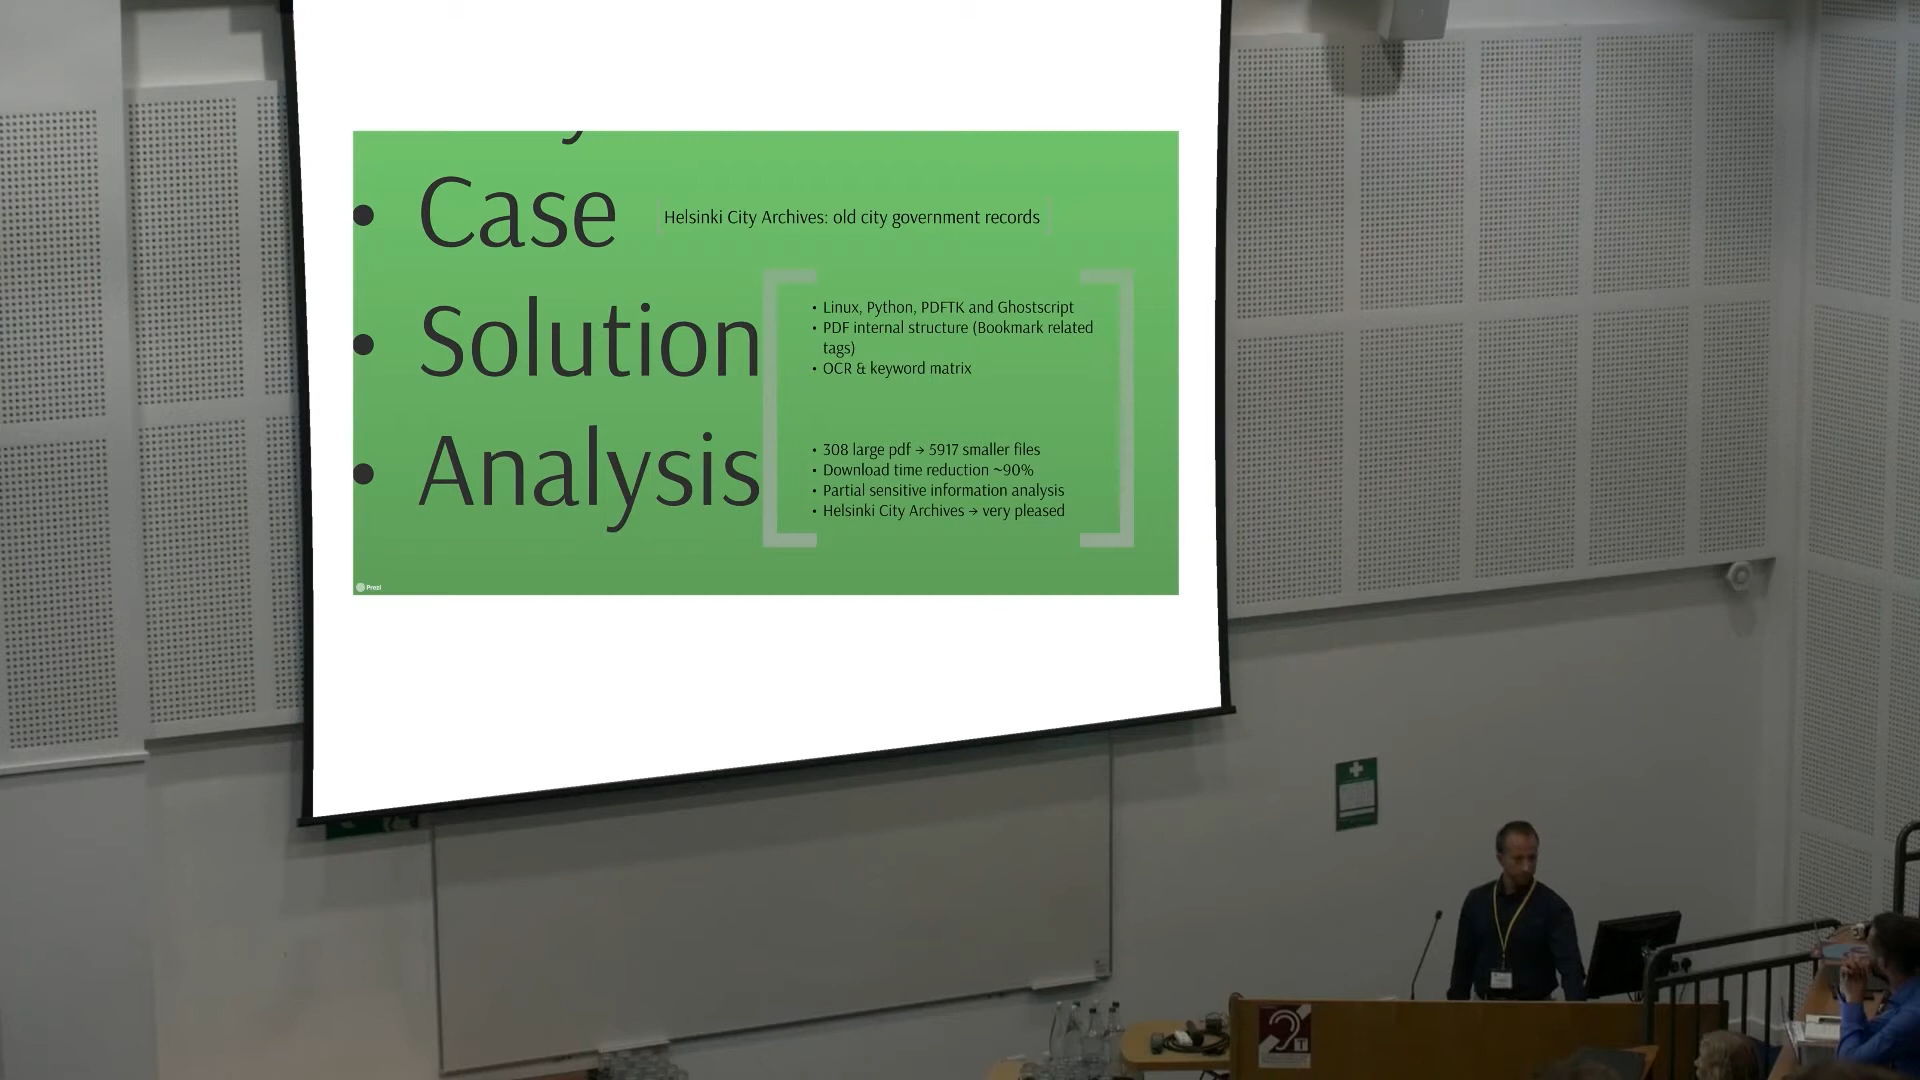 Case
Helsinki City Archives: old city government records
Solution
• Linux, Python, PDFTK and Ghostscript
• PDF internal structure (Bookmark related
tags)
• OCR & keyword matrix
Analysis
• 308 large pdf → 5917 smaller files
• Download time reduction ~90%
• Partial sensitive information analysis
• Helsinki City Archives → very pleased
Prezi
T